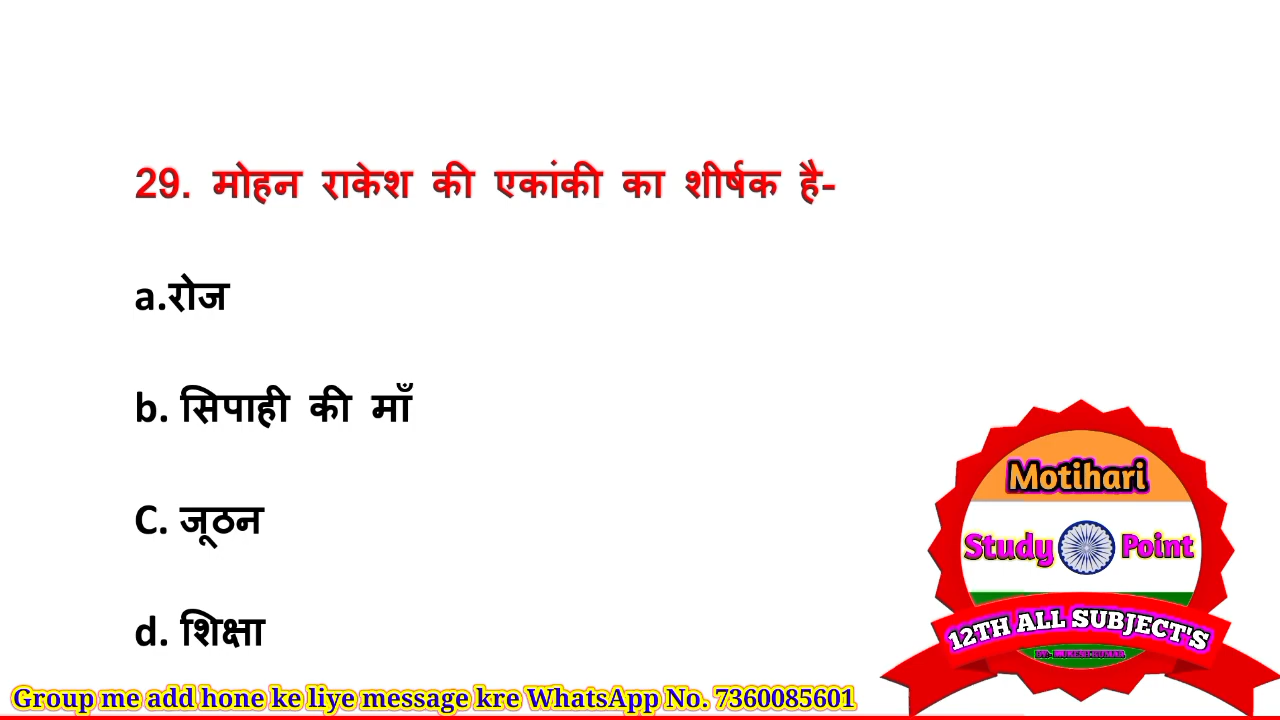 29. मोहन राकेश की एकांकी का शीर्षक है-
a.रोज
b. सिपाही की माँ
C. जूठन
d. शिक्षा
Motihari
Study Point
12TH ALL SUBJECT'S
Group me add hone ke liye message kre WhatsApp No. 7360085601